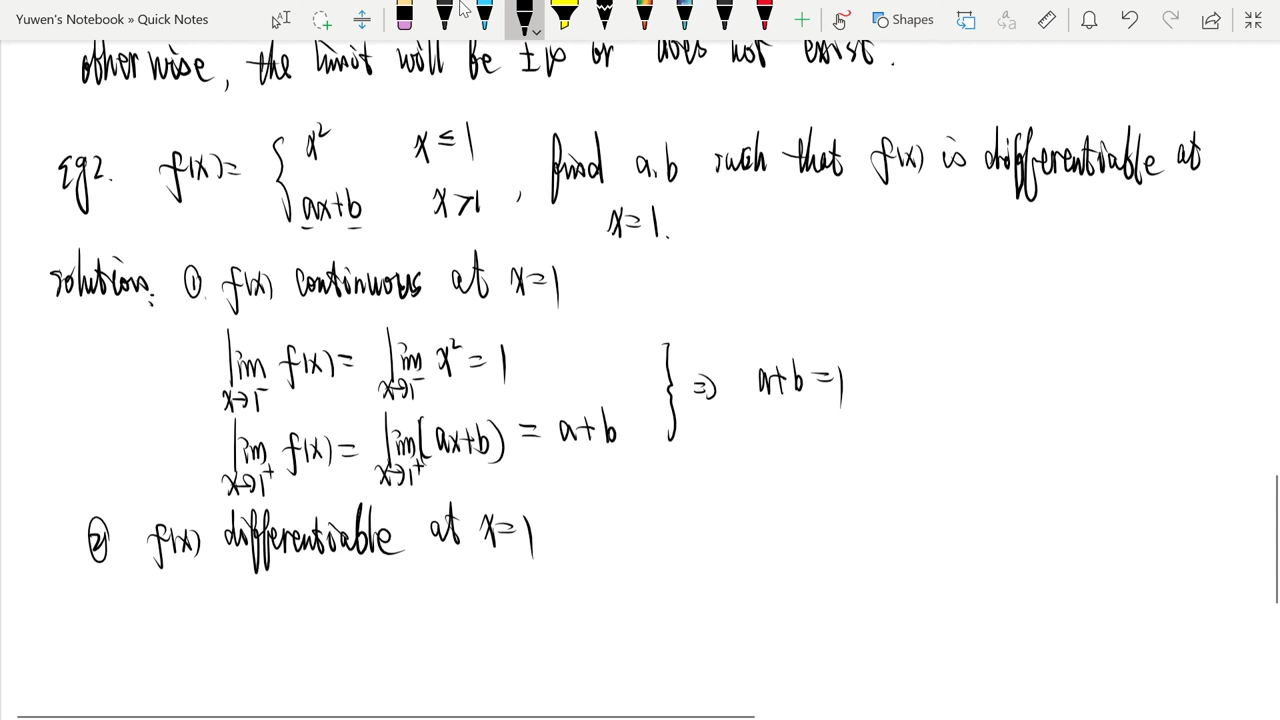 Yuwen's Notebook » Quick Notes
Shapes
otherwise, the limit will be ±∞ or does not exist.
Eg2. f(x)= { x² x ≤ 1
ax+b x>1 , find a,b such that f(x) is differentiable at
x=1.
solution: ① f(x) continuous at x=1
lim x→1⁻ f(x) = lim x→1⁻ x² = 1
} ⇒ a+b=1
lim x→1⁺ f(x) = lim x→1⁺ (ax+b) = a+b
② f(x) differentiable at x=1